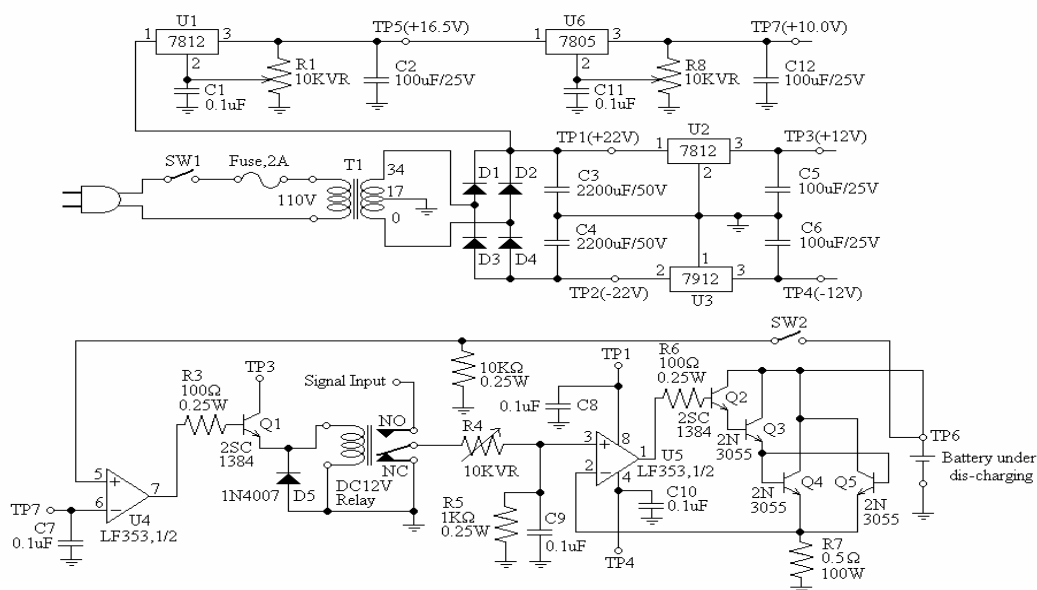 U1
1 7812 3
2
TP5(+16.5V)
R1
10KVR
C1
0.1uF
C2
100uF/25V
U6
1 7805 3
2
TP7(+10.0V)
R8
10KVR
C11
0.1uF
C12
100uF/25V
SW1
Fuse,2A
T1
110V
34
17
0
D1
D2
D3
D4
TP1(+22V)
C3
2200uF/50V
C4
2200uF/50V
TP2(-22V)
U2
1 7812 3
2
TP3(+12V)
C5
100uF/25V
C6
100uF/25V
1
2 7912 3
U3
TP4(-12V)
SW2
R3
100Ω
0.25W
TP3
Q1
2SC
1384
Signal Input
10KΩ
0.25W
NO
NC
DC12V
Relay
1N4007
D5
R4
10KVR
R5
1KΩ
0.25W
C9
0.1uF
TP1
0.1uF
C8
3
8
1
2
4
U5
LF353,1/2
C10
0.1uF
TP4
R6
100Ω
0.25W
Q2
2SC
1384
Q3
2N
3055
Q4
2N
3055
Q5
2N
3055
R7
0.5Ω
100W
TP6
Battery under
dis-charging
5
6
7
U4
LF353,1/2
TP7
C7
0.1uF